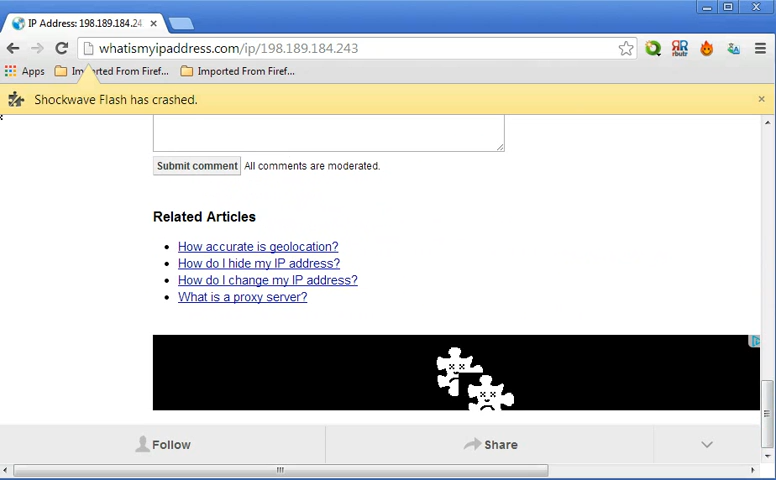 IP Address: 198.189.184.24
whatismyipaddress.com/ip/198.189.184.243
rbutr
Apps
Imported From Firef...
Imported From Firef...
Shockwave Flash has crashed.
Submit comment All comments are moderated.
Related Articles
How accurate is geolocation?
How do I hide my IP address?
How do I change my IP address?
What is a proxy server?
Follow
Share